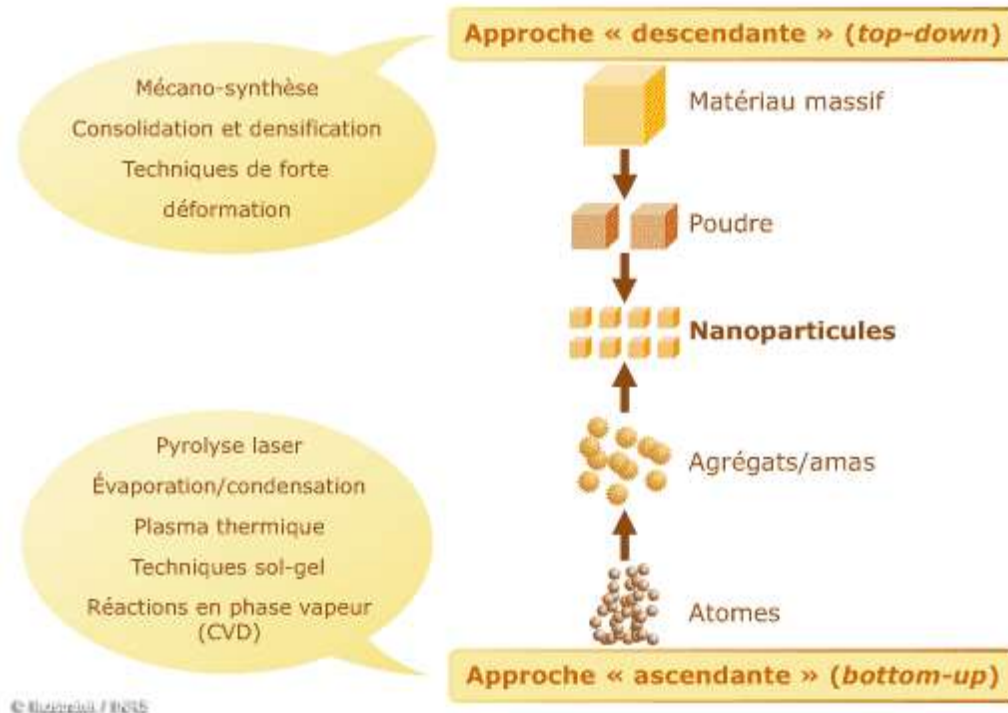 Approche « descendante » (top-down)
Mécano-synthèse
Consolidation et densification
Techniques de forte
déformation
Matériau massif
Poudre
Nanoparticules
Agrégats/amas
Atomes
Pyrolyse laser
Évaporation/condensation
Plasma thermique
Techniques sol-gel
Réactions en phase vapeur
(CVD)
Approche « ascendante » (bottom-up)